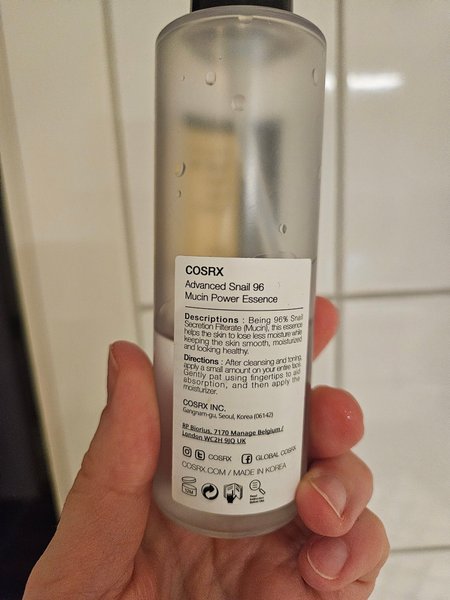 COSRX
Advanced Snail 96
Mucin Power Essence
Descriptions : Being 96% Snail
Secretion Filterate (Mucin), this essence
helps the skin to lose less moisture while
keeping the skin smooth, moisturized
and looking healthy.
Directions : After cleansing and toning,
apply a small amount on your entire face.
Gently pat using fingertips to aid
absorption, and then apply the
moisturizer.
COSRX INC.
Gangnam-gu, Seoul, Korea (06142)
RP Biorius, 7170 Manage Belgium /
London WC2H 9JQ UK
COSRX GLOBAL COSRX
COSRX.COM / MADE IN KOREA
12M